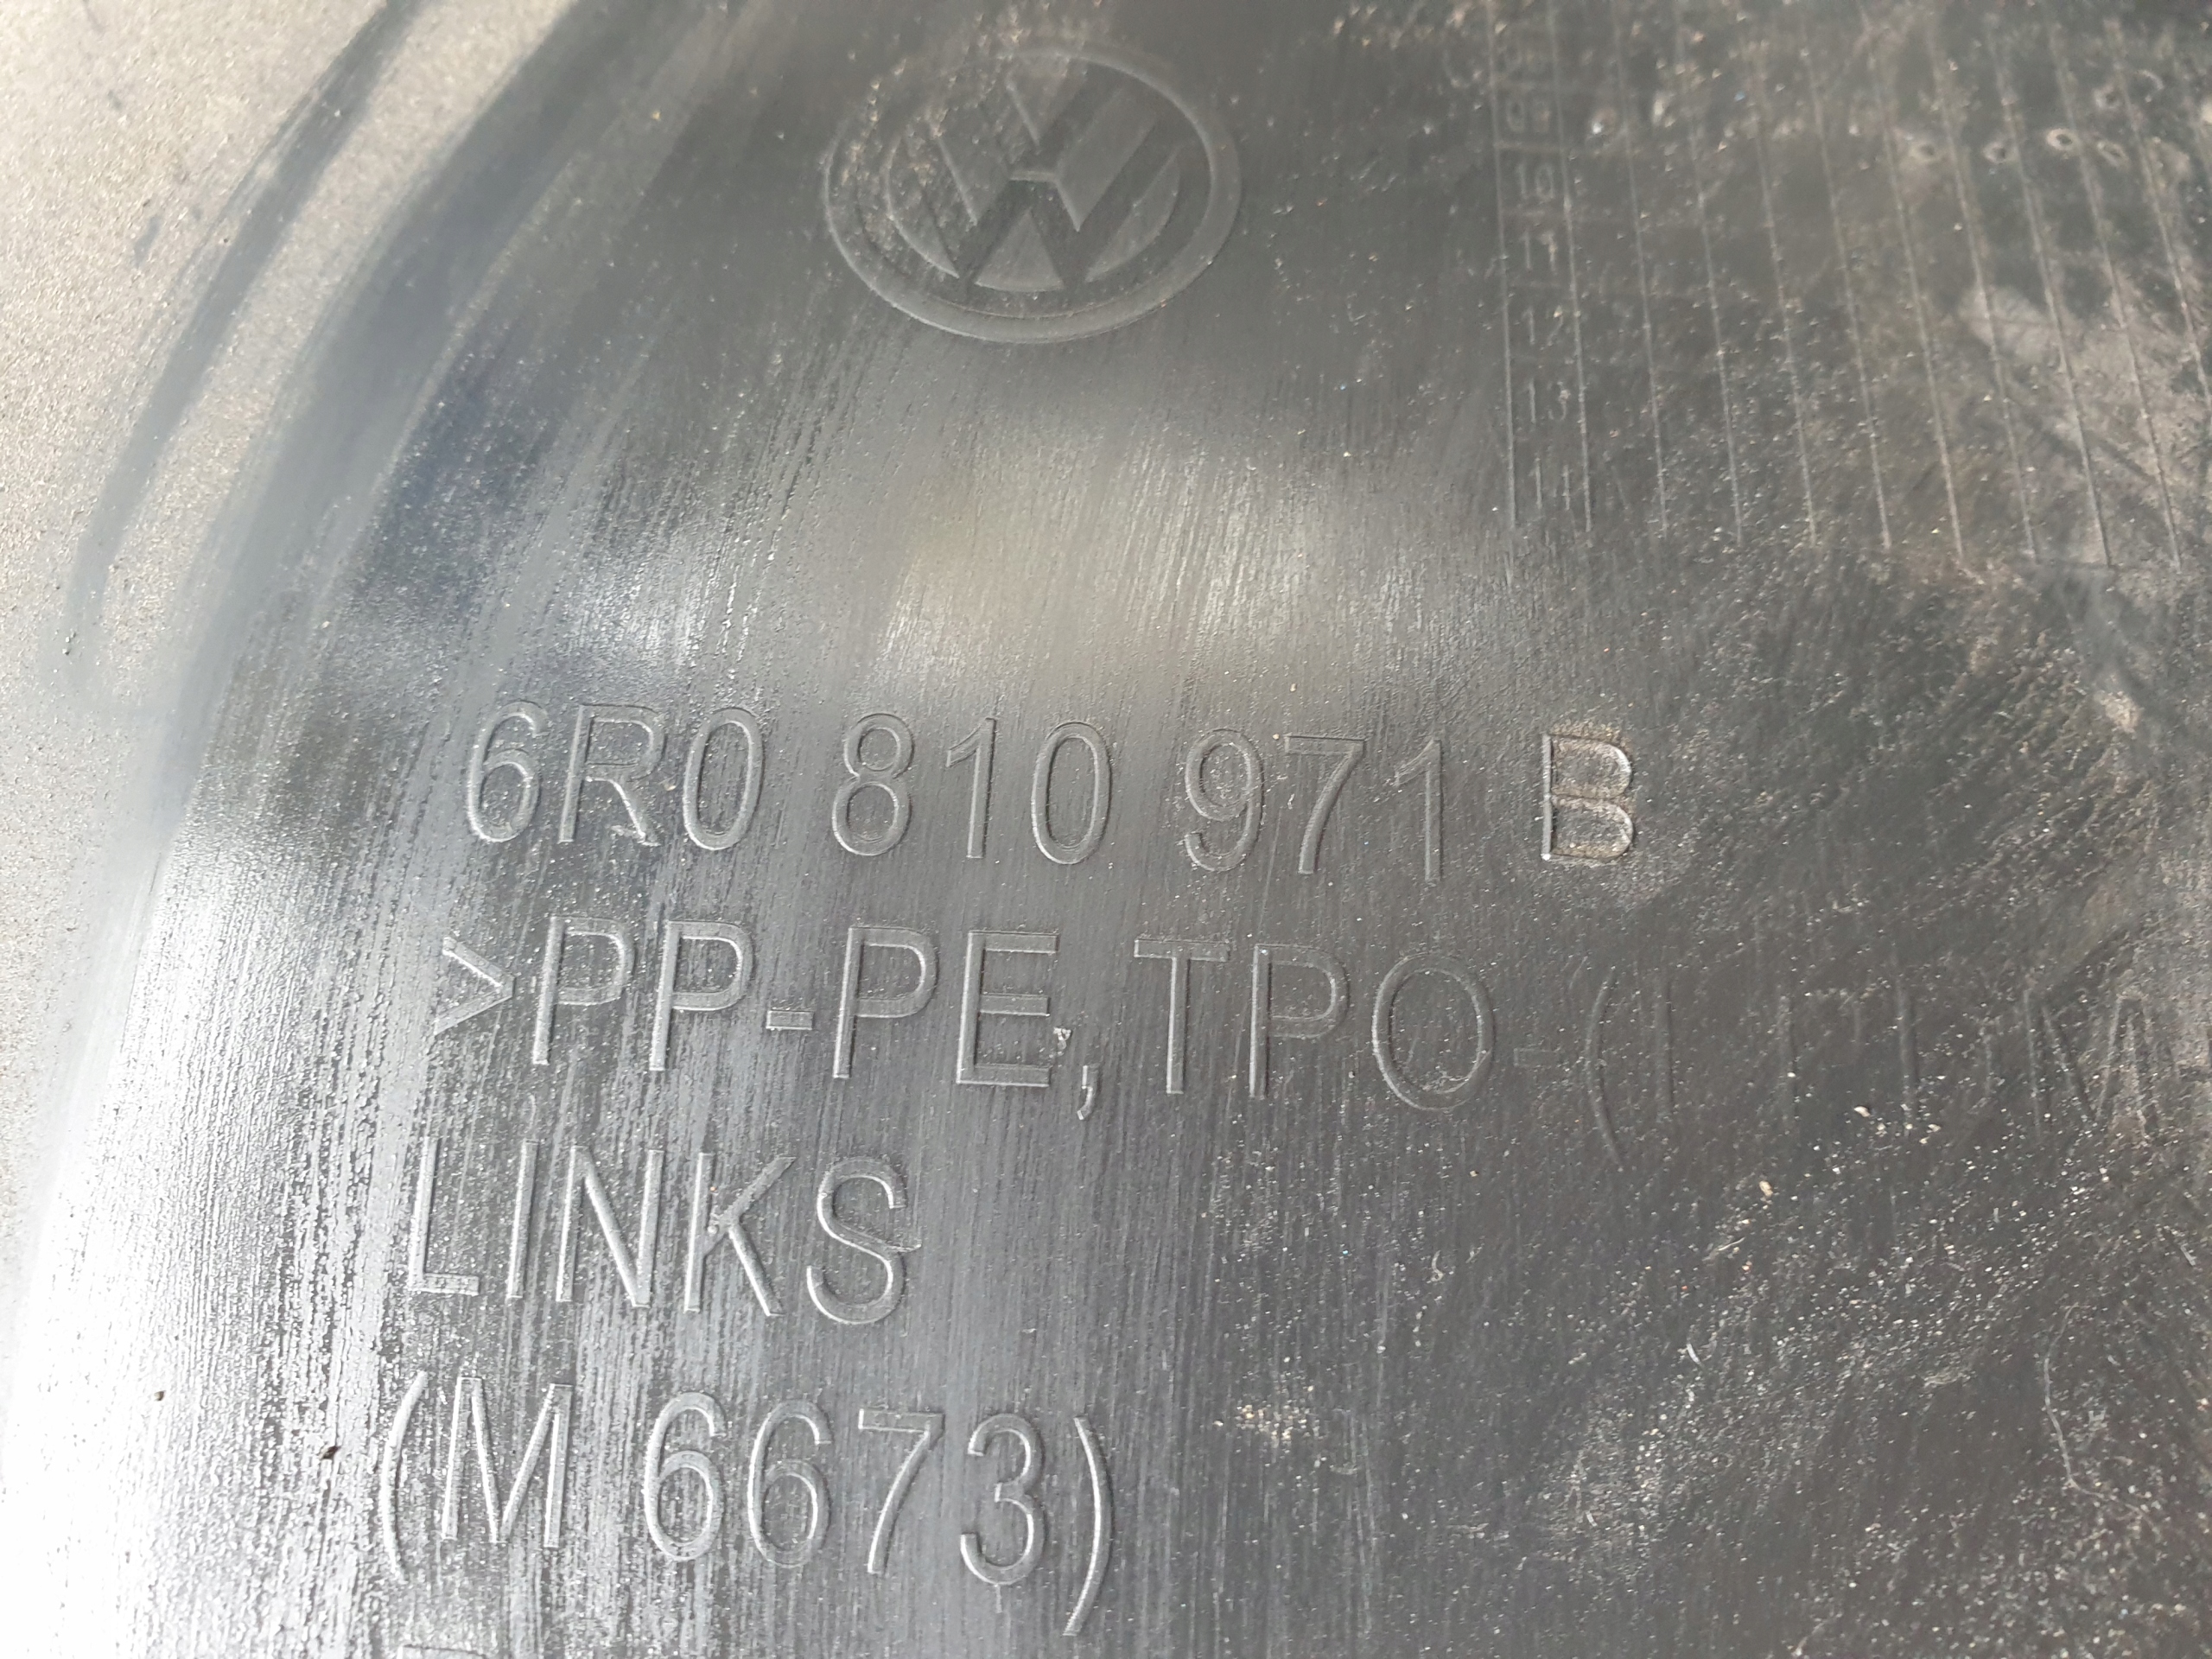 6R0 810 971 B
>PP-PE,TPO-(
LINKS
(M 6673)